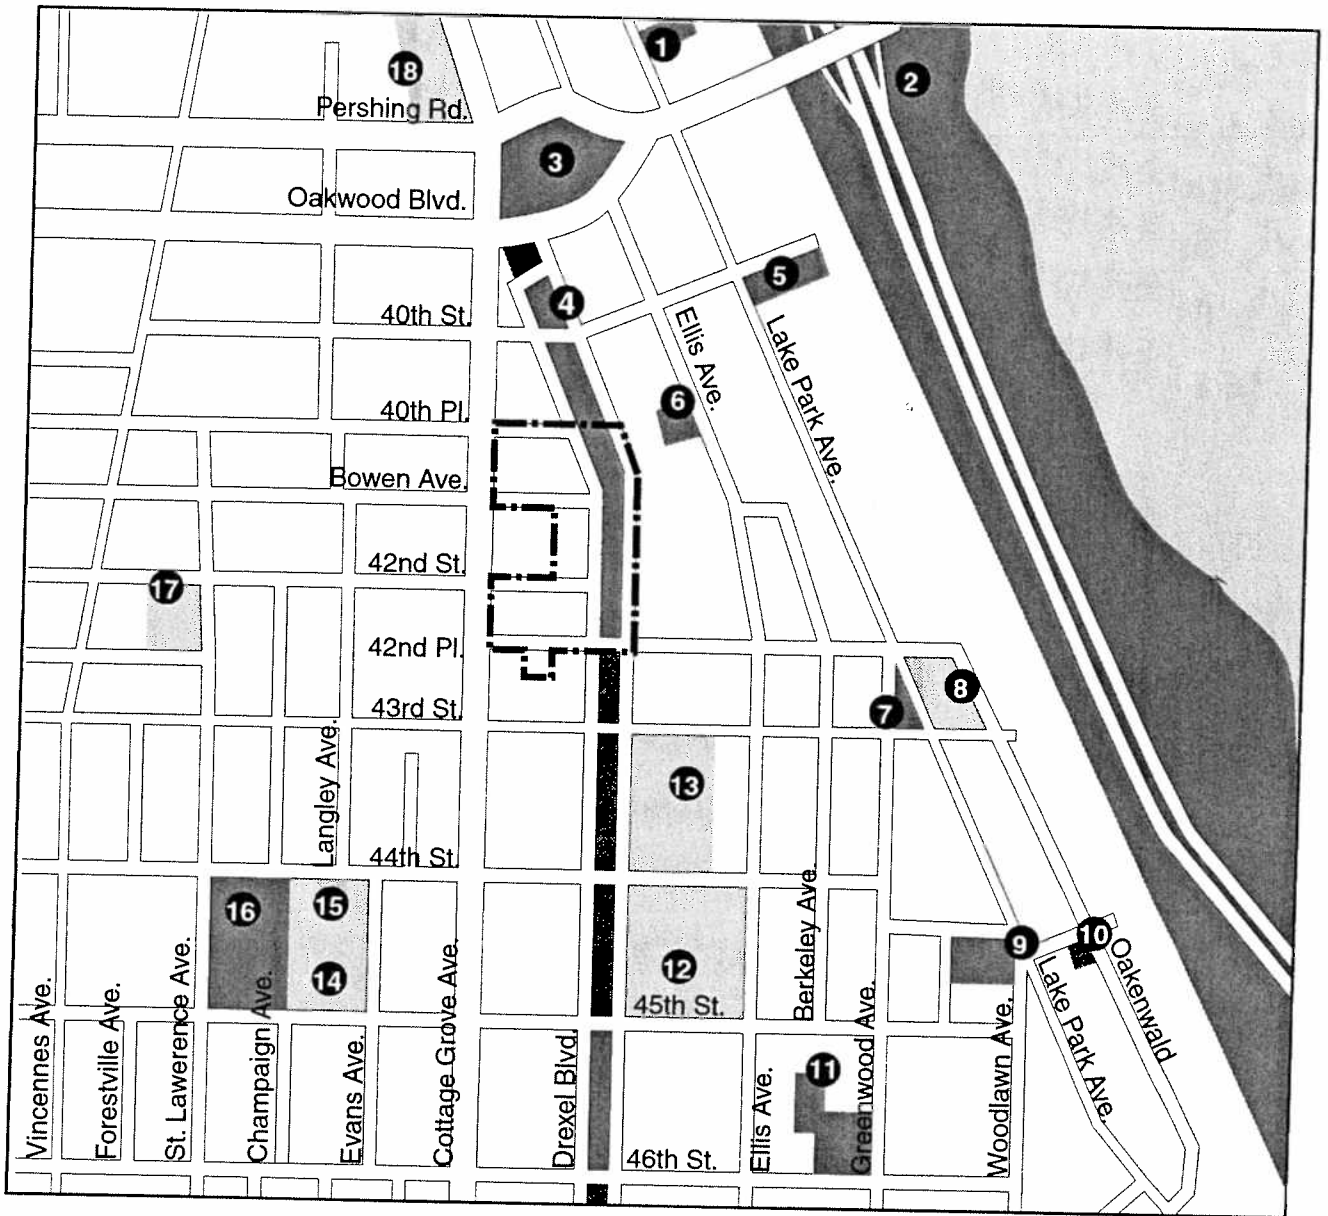 1
2
18
Pershing Rd.
3
Oakwood Blvd.
5
4
40th St.
Ellis Ave.
Lake Park Ave.
6
40th Pl.
Bowen Ave.
42nd St.
17
42nd Pl.
8
7
43rd St.
Langley Ave.
13
44th St.
16
15
Berkeley Ave.
9
10
12
14
45th St.
Oakenwald
Lake Park Ave.
11
Vincennes Ave.
Forestville Ave.
St. Lawerence Ave.
Champaign Ave.
Evans Ave.
Cottage Grove Ave.
Drexel Blvd.
46th St.
Ellis Ave.
Greenwood Ave.
Woodlawn Ave.